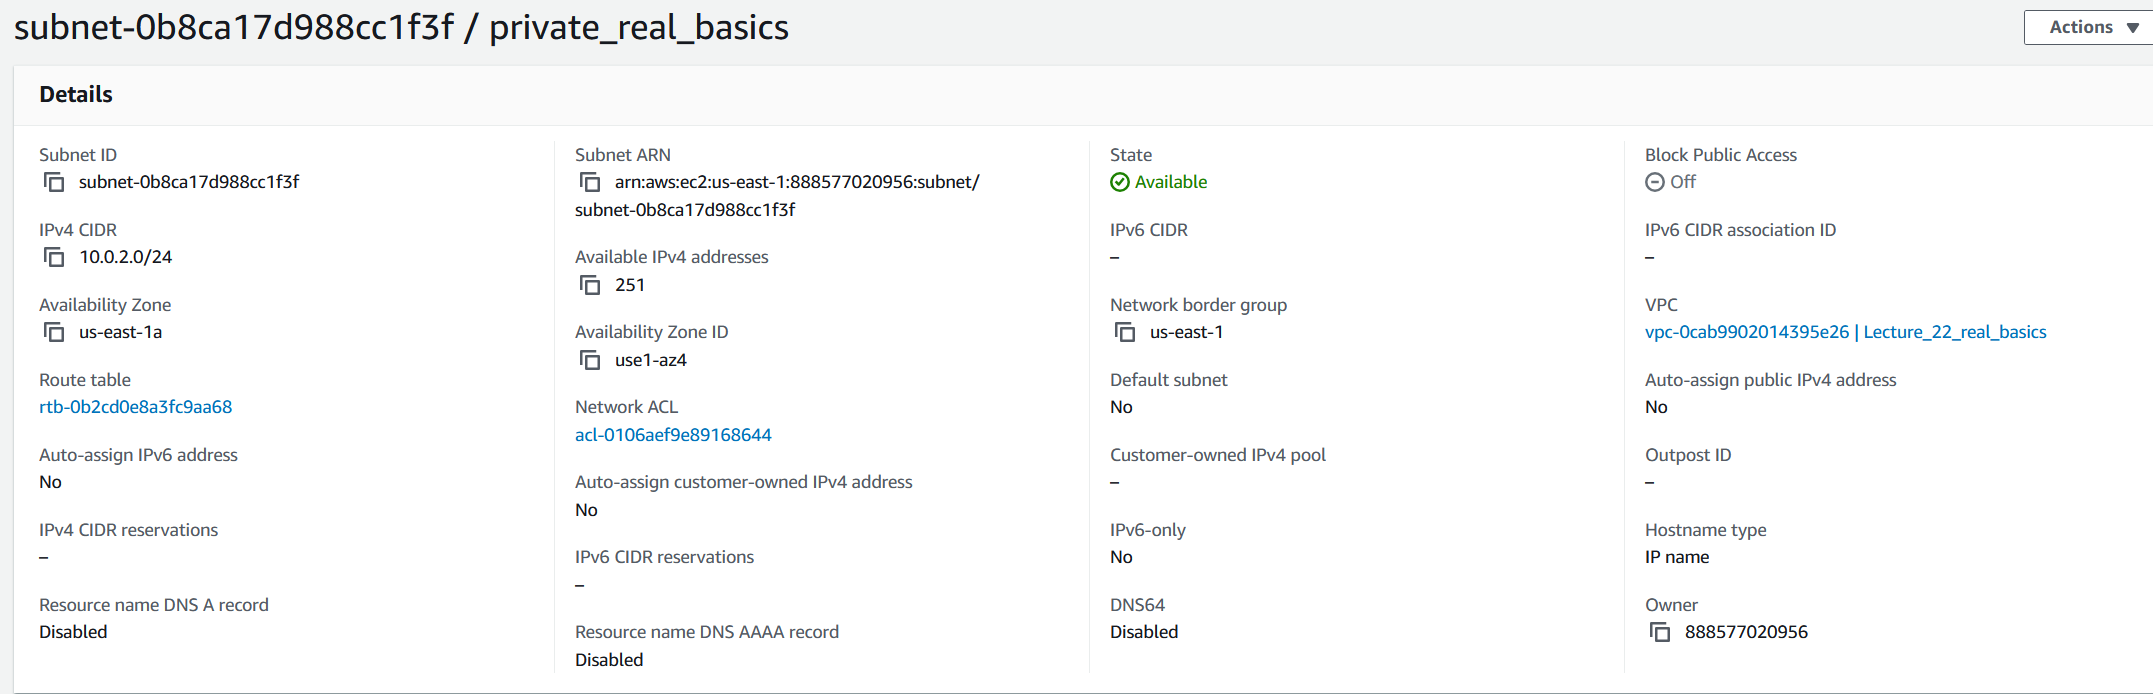 subnet-0b8ca17d988cc1f3f / private_real_basics
Actions
Details
Subnet ID
subnet-0b8ca17d988cc1f3f
IPv4 CIDR
10.0.2.0/24
Availability Zone
us-east-1a
Route table
rtb-0b2cd0e8a3fc9aa68
Auto-assign IPv6 address
No
IPv4 CIDR reservations
–
Resource name DNS A record
Disabled
Subnet ARN
arn:aws:ec2:us-east-1:888577020956:subnet/
subnet-0b8ca17d988cc1f3f
Available IPv4 addresses
251
Availability Zone ID
use1-az4
Network ACL
acl-0106aef9e89168644
Auto-assign customer-owned IPv4 address
No
IPv6 CIDR reservations
–
Resource name DNS AAAA record
Disabled
State
Available
IPv6 CIDR
–
Network border group
us-east-1
Default subnet
No
Customer-owned IPv4 pool
–
IPv6-only
No
DNS64
Disabled
Block Public Access
Off
IPv6 CIDR association ID
–
VPC
vpc-0cab9902014395e26 | Lecture_22_real_basics
Auto-assign public IPv4 address
No
Outpost ID
–
Hostname type
IP name
Owner
888577020956